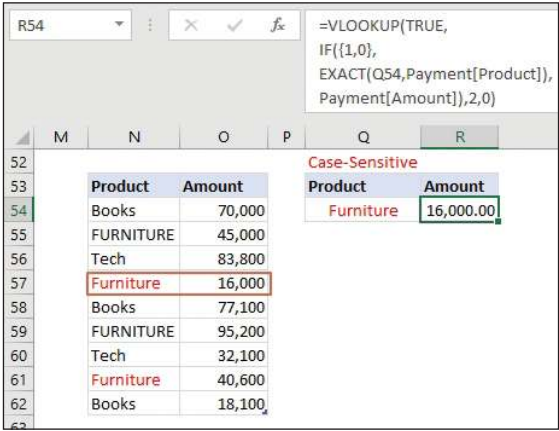 R54 fx =VLOOKUP(TRUE,
IF({1,0},
EXACT(Q54,Payment[Product]),
Payment[Amount]),2,0)
M N O P Q R
52 Case-Sensitive
53 Product Amount Product Amount
54 Books 70,000 Furniture 16,000.00
55 FURNITURE 45,000
56 Tech 83,800
57 Furniture 16,000
58 Books 77,100
59 FURNITURE 95,200
60 Tech 32,100
61 Furniture 40,600
62 Books 18,100
63